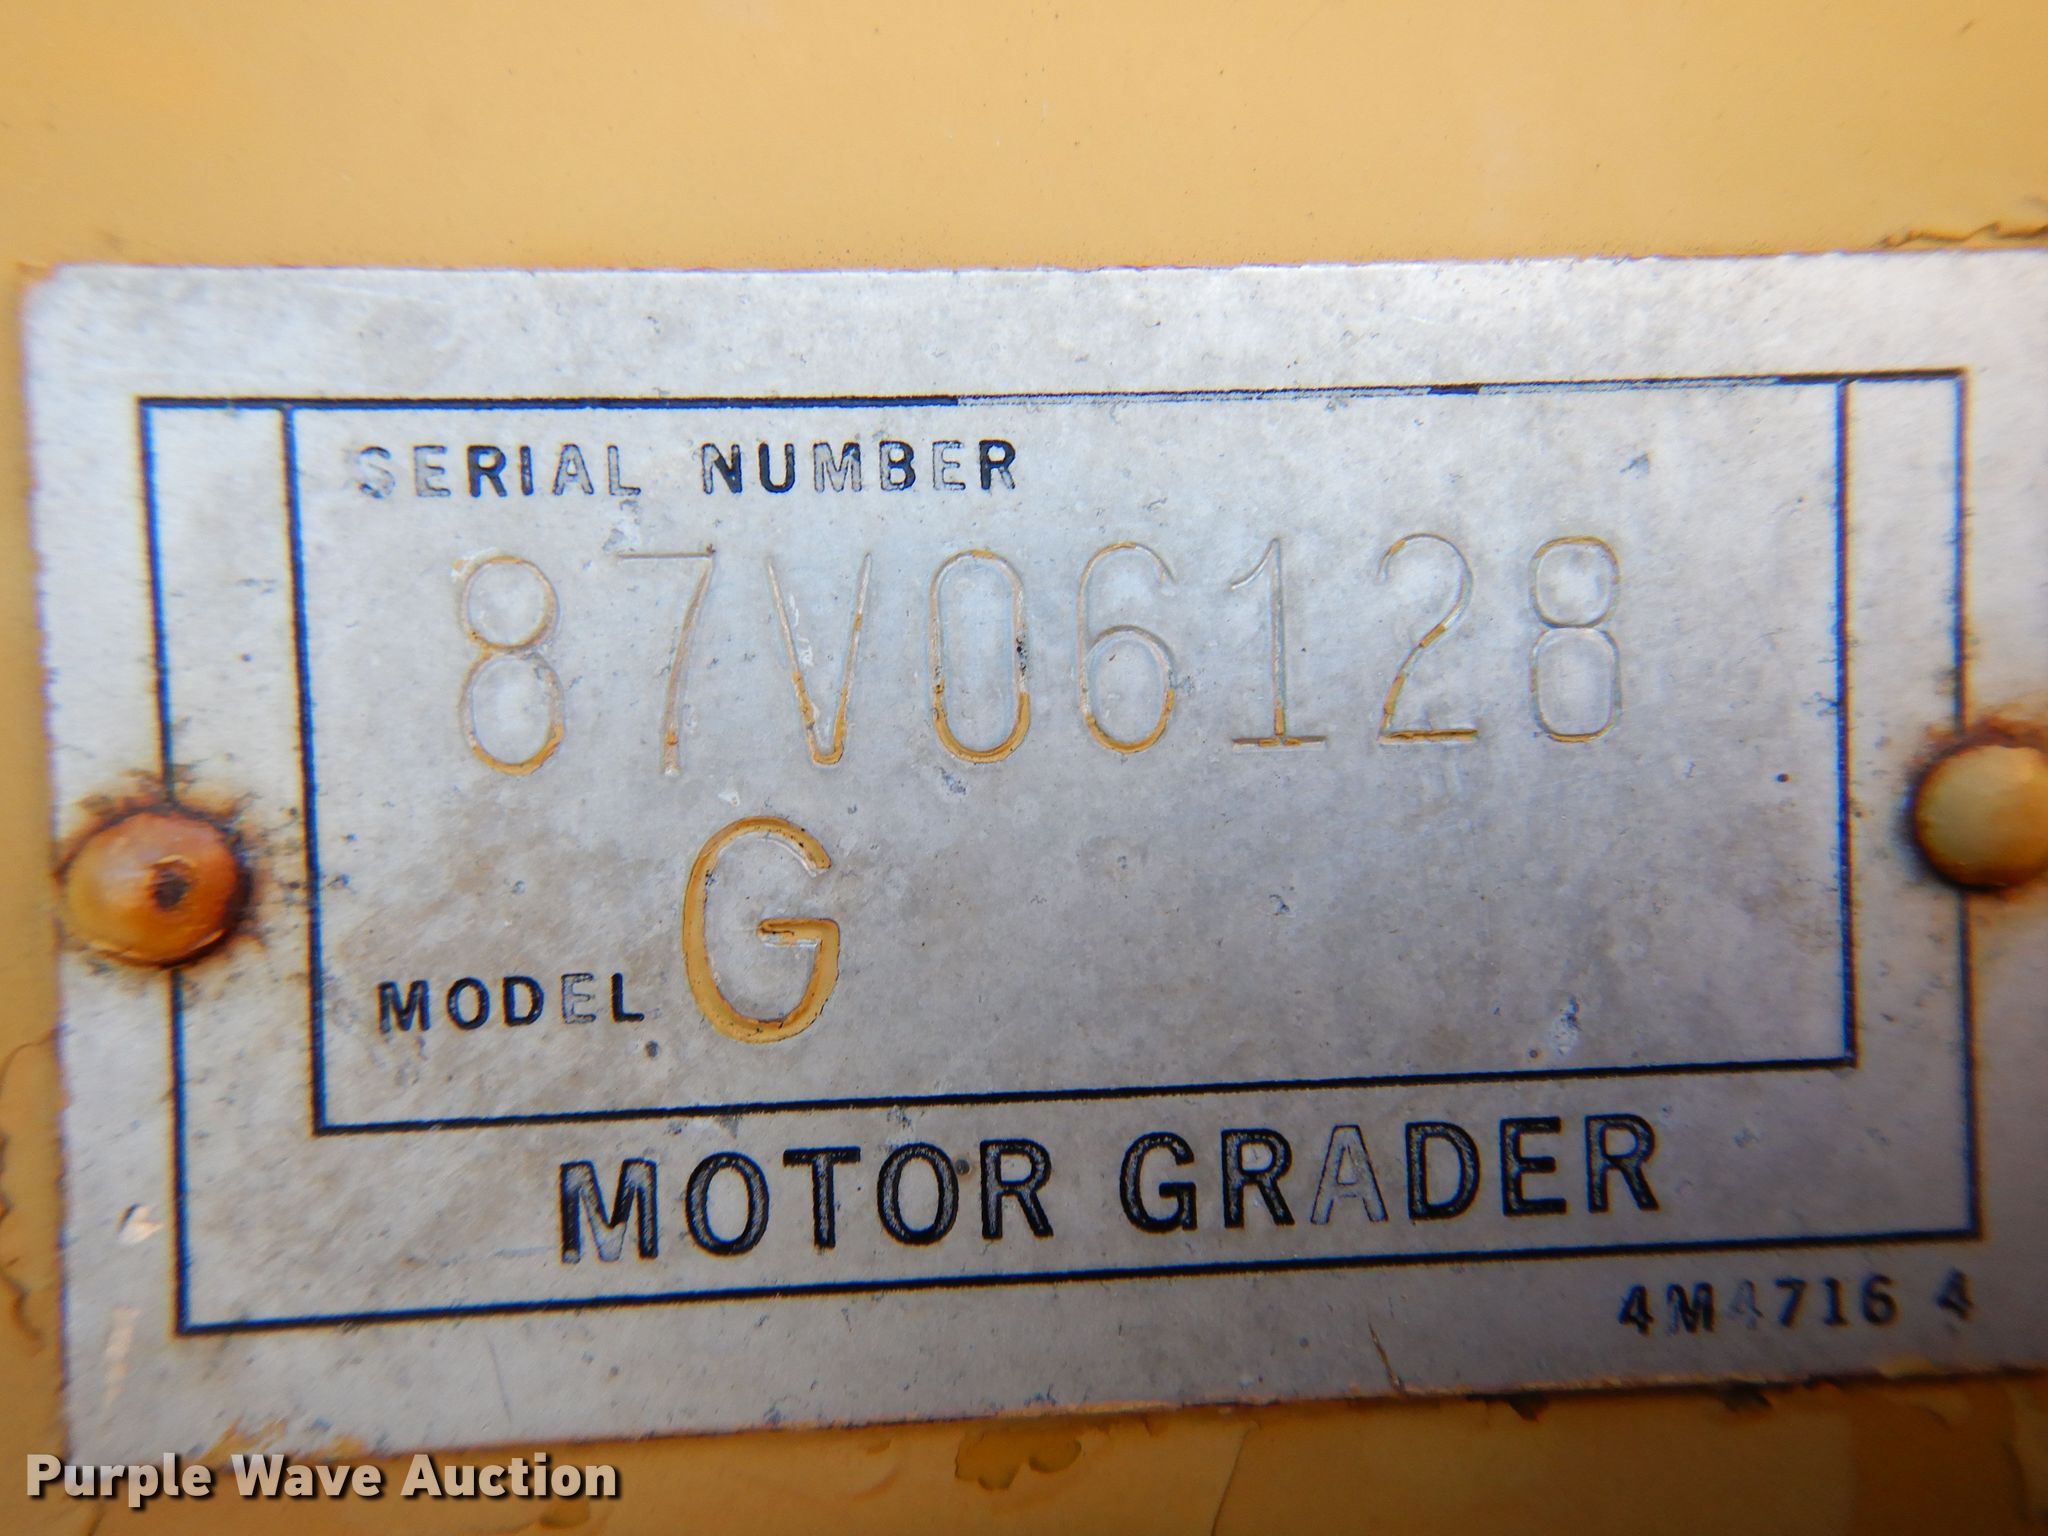 SERIAL NUMBER
87V06128
MODEL G
MOTOR GRADER
4M4716 4
Purple Wave Auction